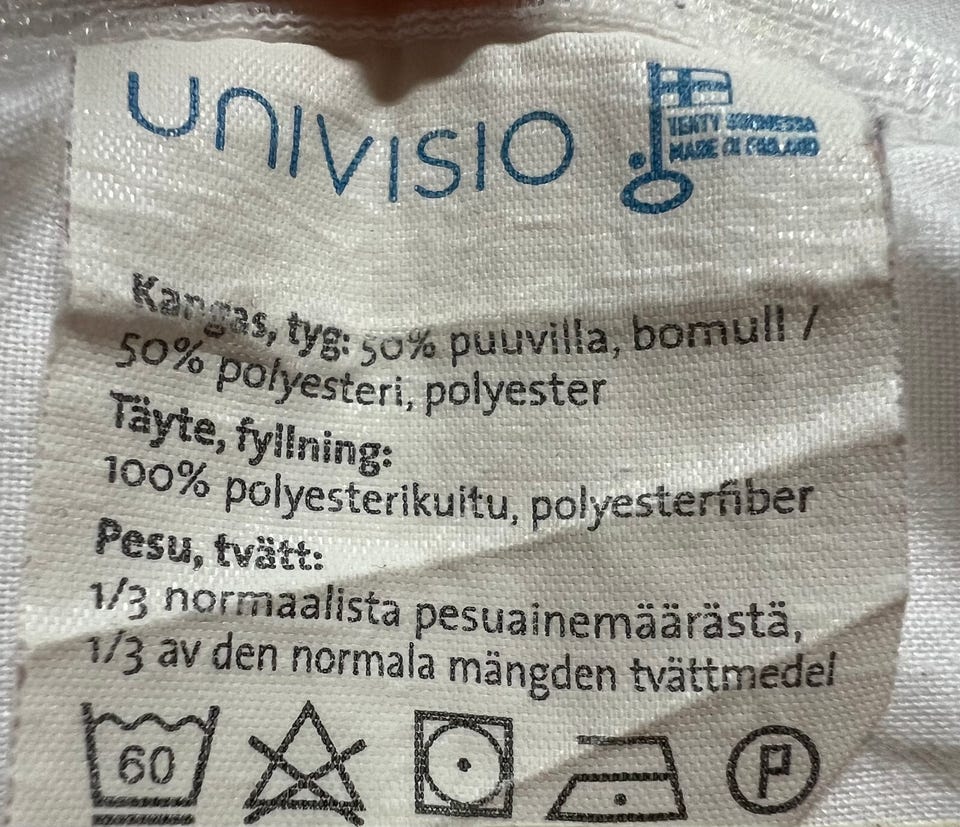 UNIVISIO
TEHTY SUOMESSA
MADE IN FINLAND
Kangas, tyg: 50% puuvilla, bomull /
50% polyesteri, polyester
Täyte, fyllning:
100% polyesterikuitu, polyesterfiber
Pesu, tvätt:
1/3 normaalista pesuainemäärästä,
1/3 av den normala mängden tvättmedel
60 P